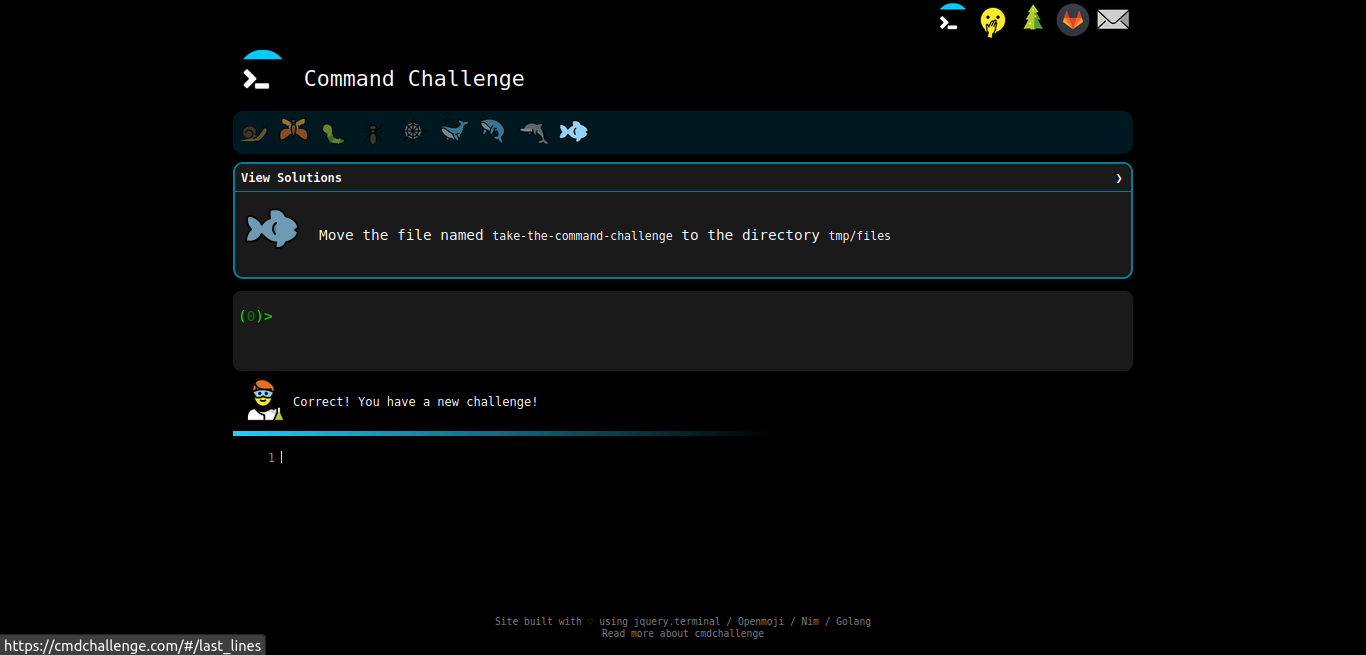 Command Challenge
View Solutions ❯
Move the file named take-the-command-challenge to the directory tmp/files
(0)>
Correct! You have a new challenge!
1
Site built with ♡ using jquery.terminal / Openmoji / Nim / Golang
Read more about cmdchallenge
https://cmdchallenge.com/#/last_lines